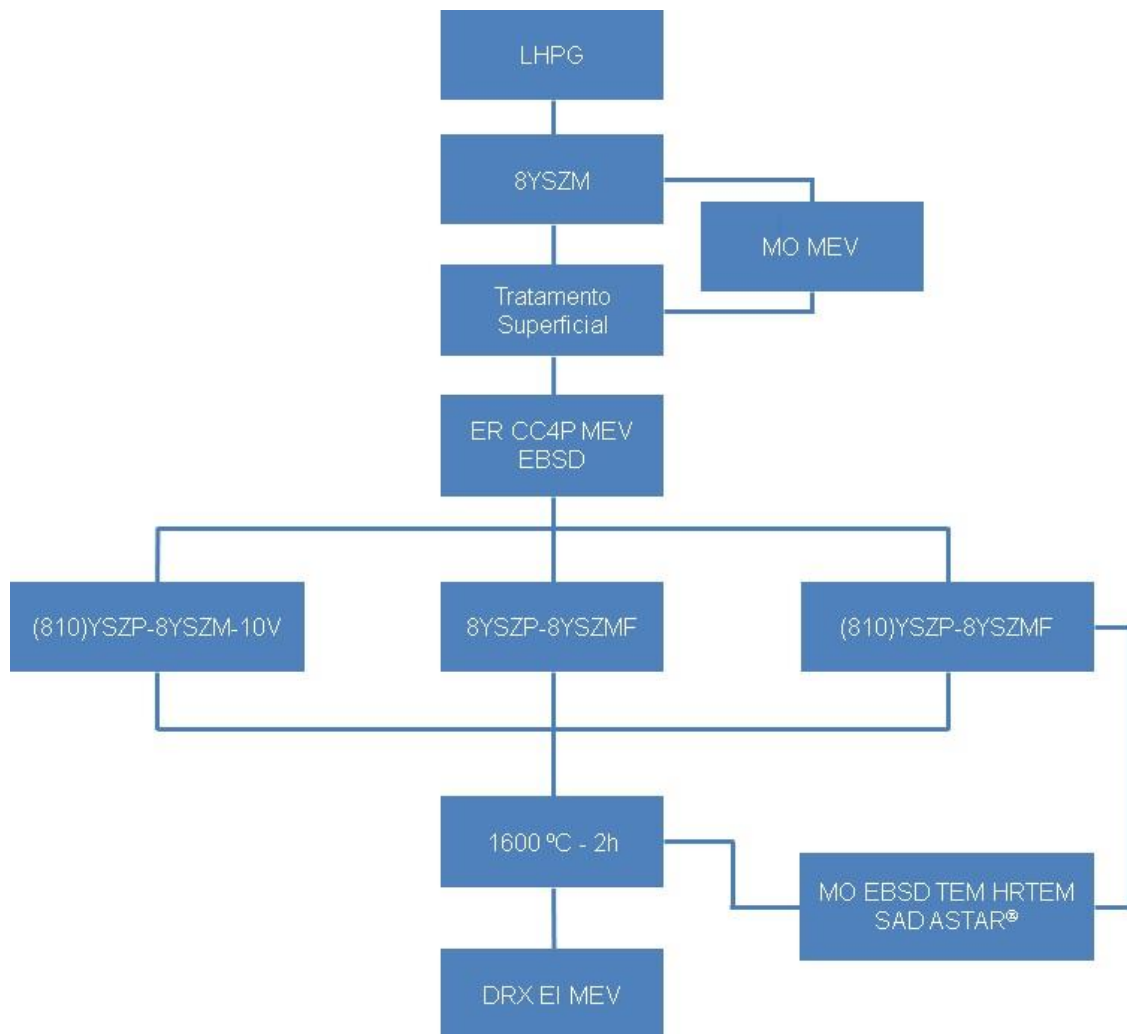 LHPG
8YSZM
MO MEV
Tratamento
Superficial
ER CC4P MEV
EBSD
(810)YSZP-8YSZM-10V
8YSZP-8YSZMF
(810)YSZP-8YSZMF
1600 ºC - 2h
MO EBSD TEM HRTEM
SAD ASTAR®
DRX EI MEV